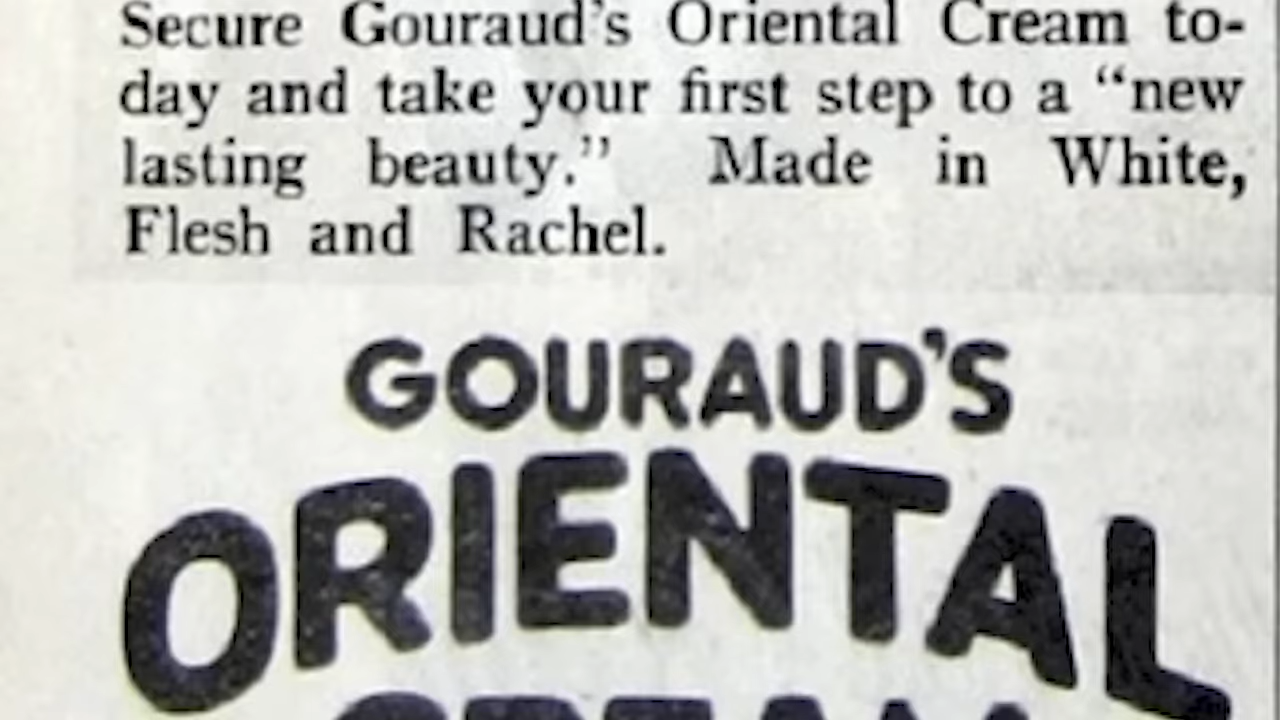 Secure Gouraud's Oriental Cream to-
day and take your first step to a “new
lasting beauty.” Made in White,
Flesh and Rachel.
GOURAUD'S
ORIENTAL
CREAM